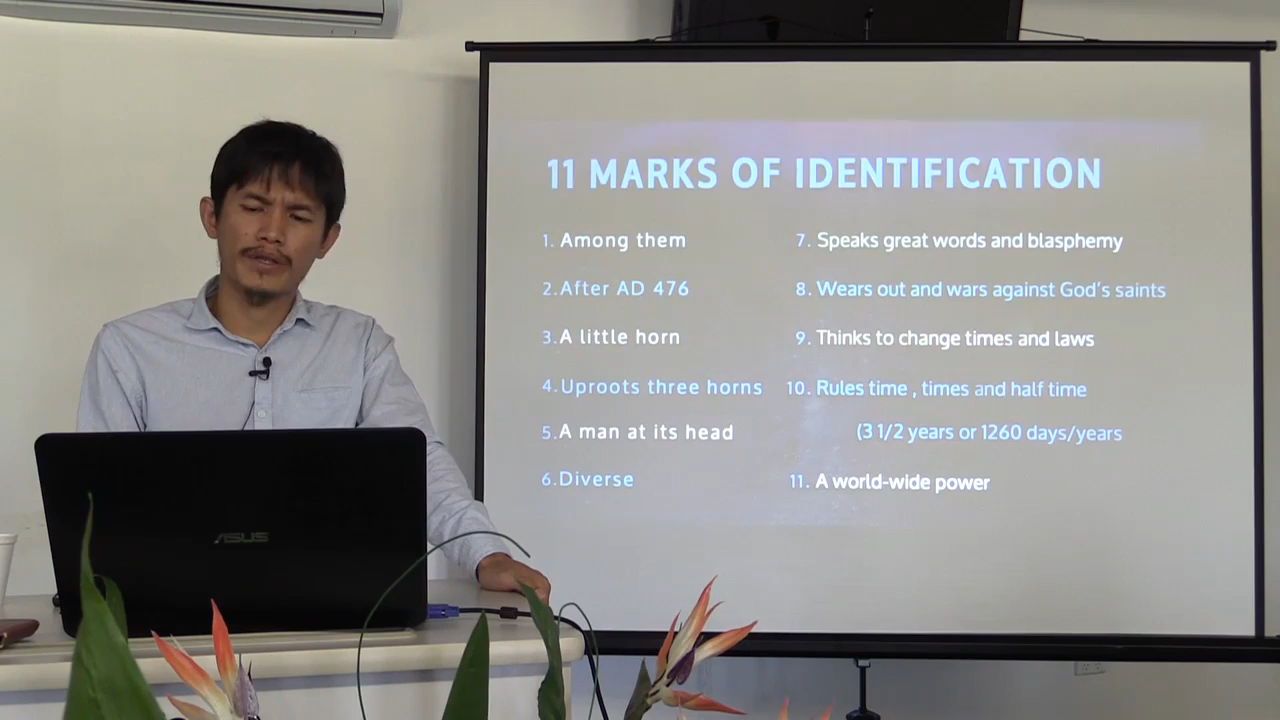 11 MARKS OF IDENTIFICATION
1. Among them
2. After AD 476
3. A little horn
4. Uproots three horns
5. A man at its head
6. Diverse
7. Speaks great words and blasphemy
8. Wears out and wars against God's saints
9. Thinks to change times and laws
10. Rules time , times and half time
(3 1/2 years or 1260 days/years
11. A world-wide power
ASUS